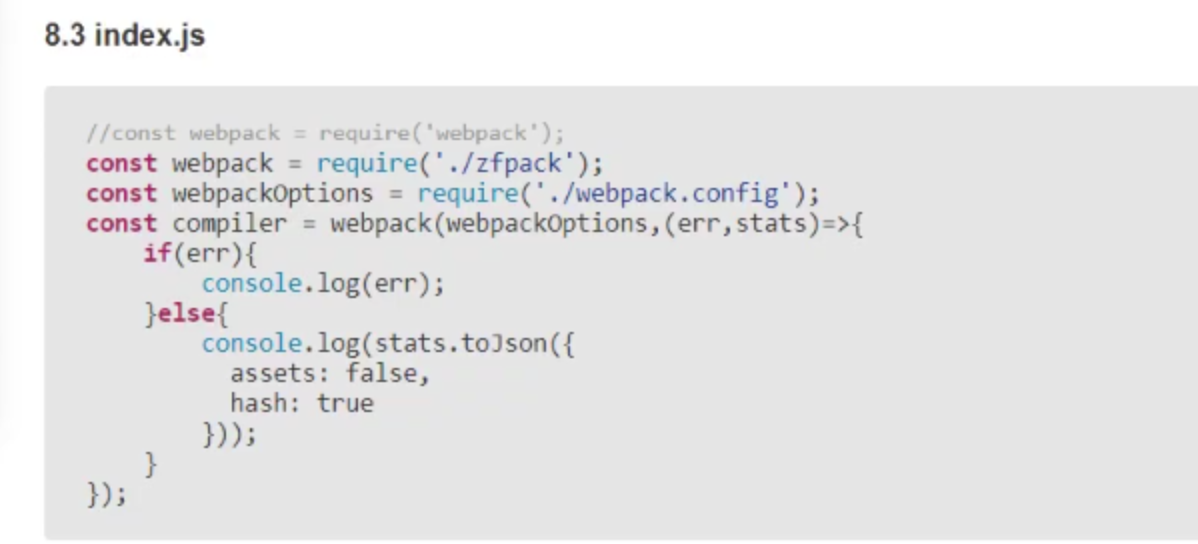 8.3 index.js
//const webpack = require('webpack');
const webpack = require('./zfpack');
const webpackOptions = require('./webpack.config');
const compiler = webpack(webpackOptions,(err,stats)=>{
    if(err){
        console.log(err);
    }else{
        console.log(stats.toJson({
          assets: false,
          hash: true
        }));
    }
});